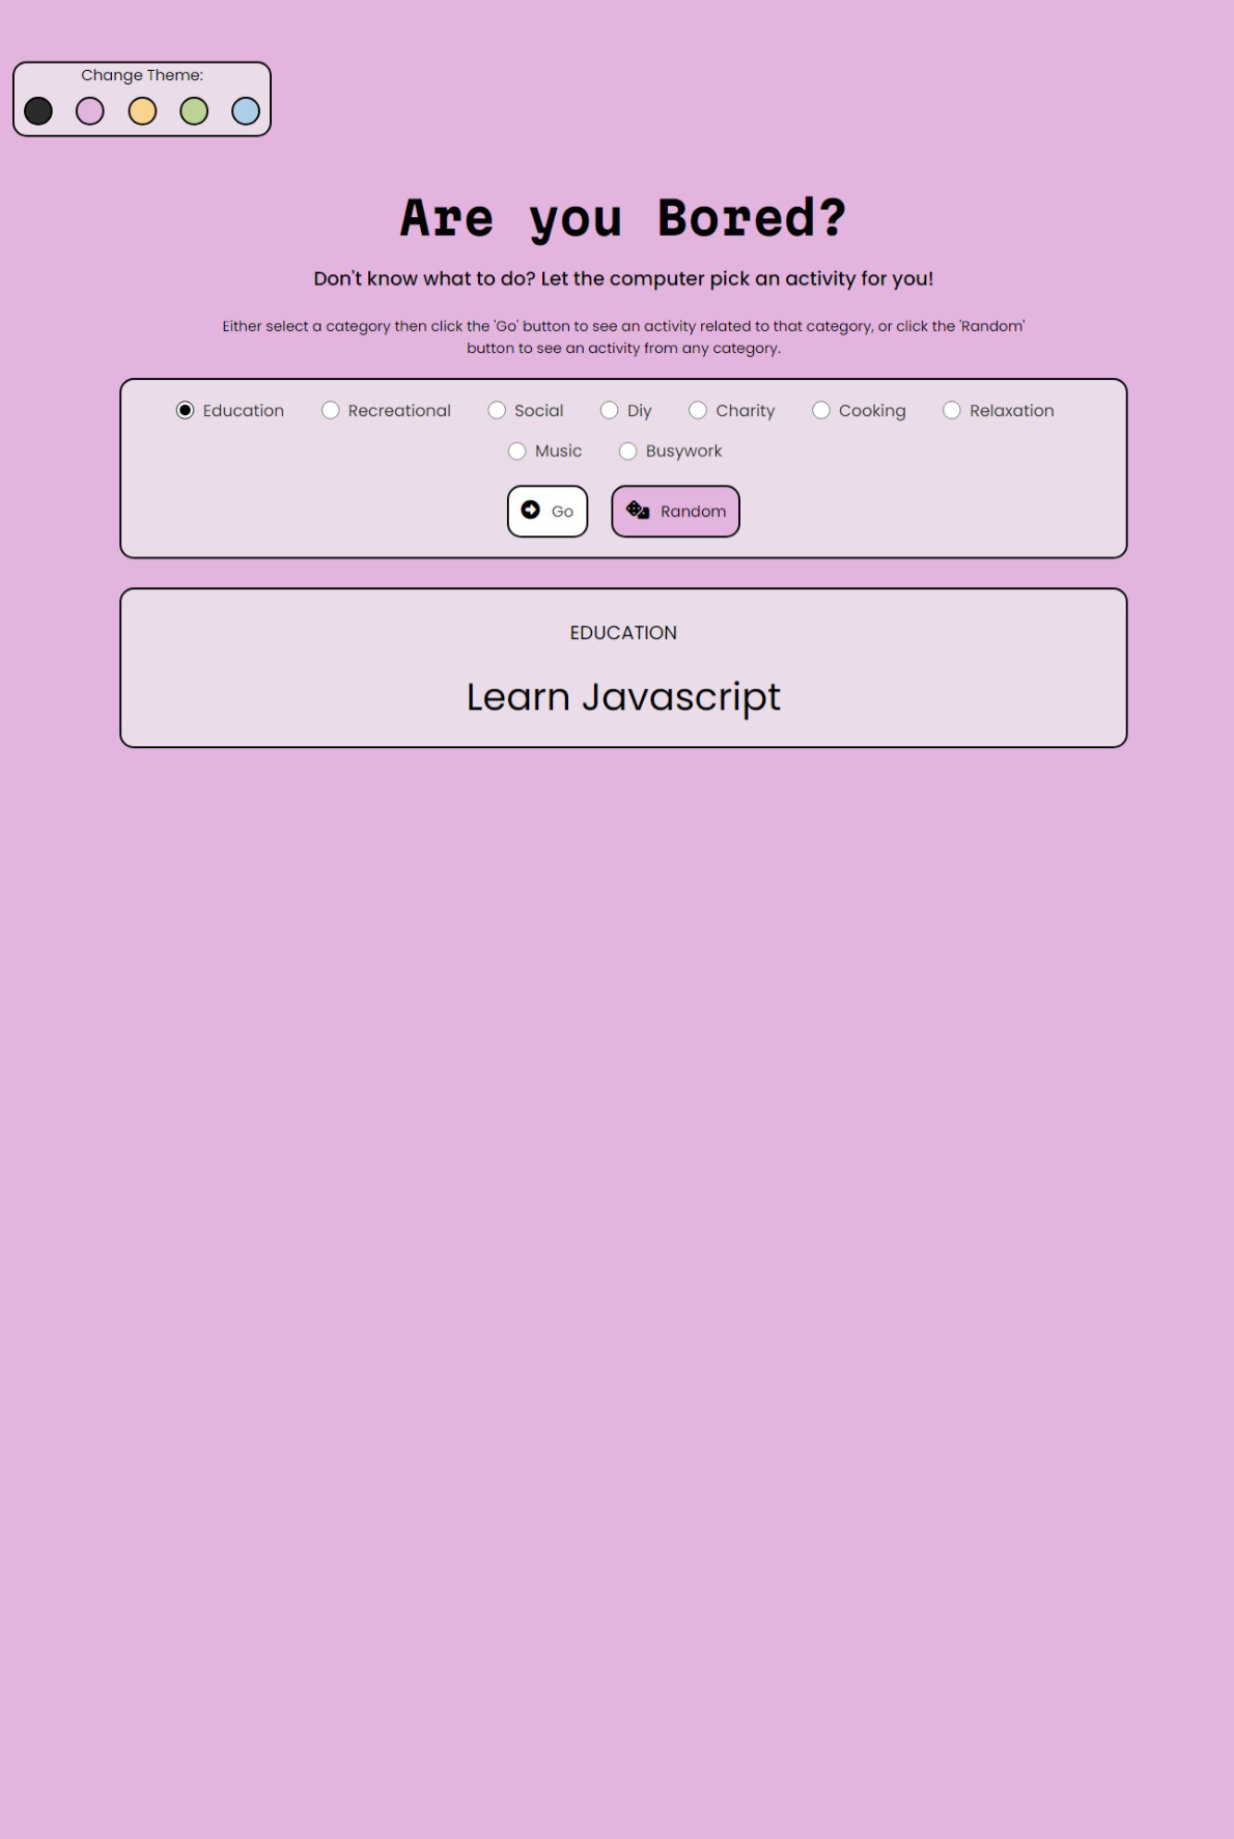 Change Theme:
Are you Bored?
Don't know what to do? Let the computer pick an activity for you!
Either select a category then click the 'Go' button to see an activity related to that category, or click the 'Random'
button to see an activity from any category.
Education Recreational Social Diy Charity Cooking Relaxation
Music Busywork
Go Random
EDUCATION
Learn Javascript